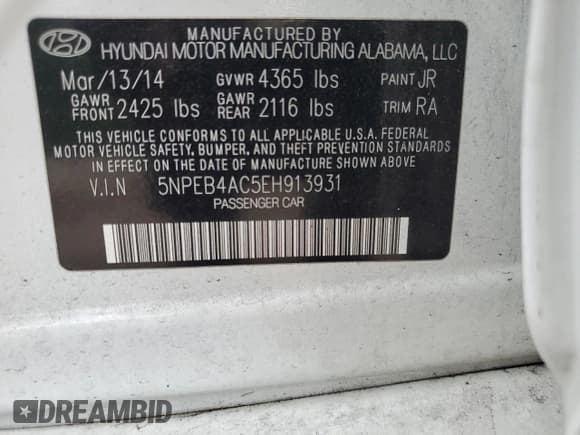 MANUFACTURED BY
HYUNDAI MOTOR MANUFACTURING ALABAMA, LLC
Mar/13/14 GVWR 4365 lbs PAINT JR
GAWR FRONT 2425 lbs GAWR REAR 2116 lbs TRIM RA
THIS VEHICLE CONFORMS TO ALL APPLICABLE U.S.A. FEDERAL
MOTOR VEHICLE SAFETY, BUMPER, AND THEFT PREVENTION STANDARDS
IN EFFECT ON THE DATE OF MANUFACTURE SHOWN ABOVE.
V.I.N 5NPEB4AC5EH913931
PASSENGER CAR
DREAMBID